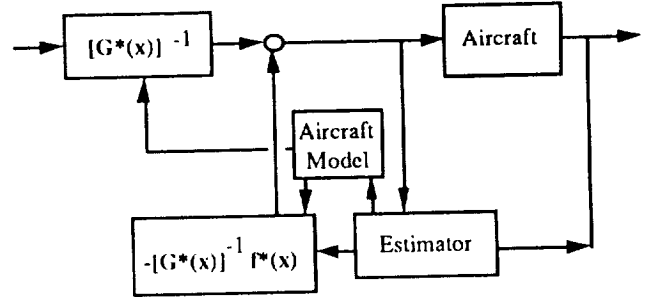 [G*(x)] -1
Aircraft
Aircraft
Model
-[G*(x)]-1 f*(x)
Estimator